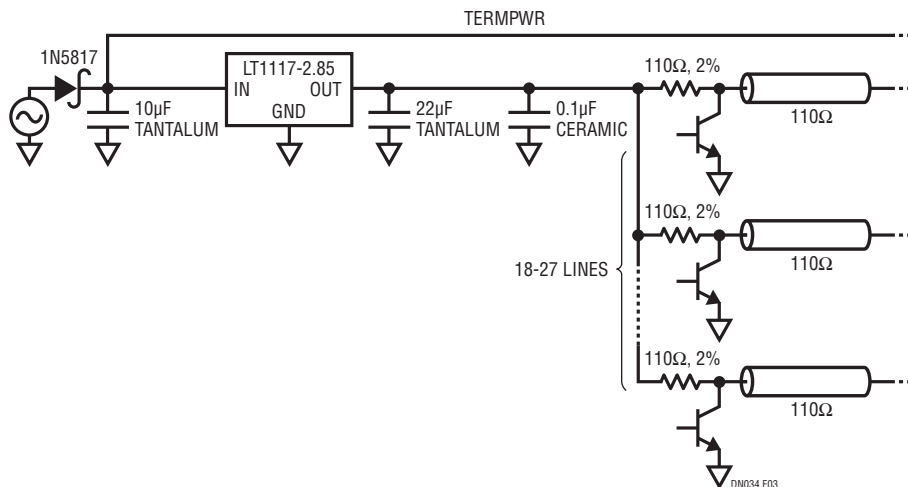 TERMPWR
1N5817
LT1117-2.85
IN
OUT
GND
10µF
TANTALUM
22µF
TANTALUM
0.1µF
CERAMIC
110Ω, 2%
110Ω
110Ω, 2%
110Ω
18-27 LINES
110Ω, 2%
110Ω
DN034 F03